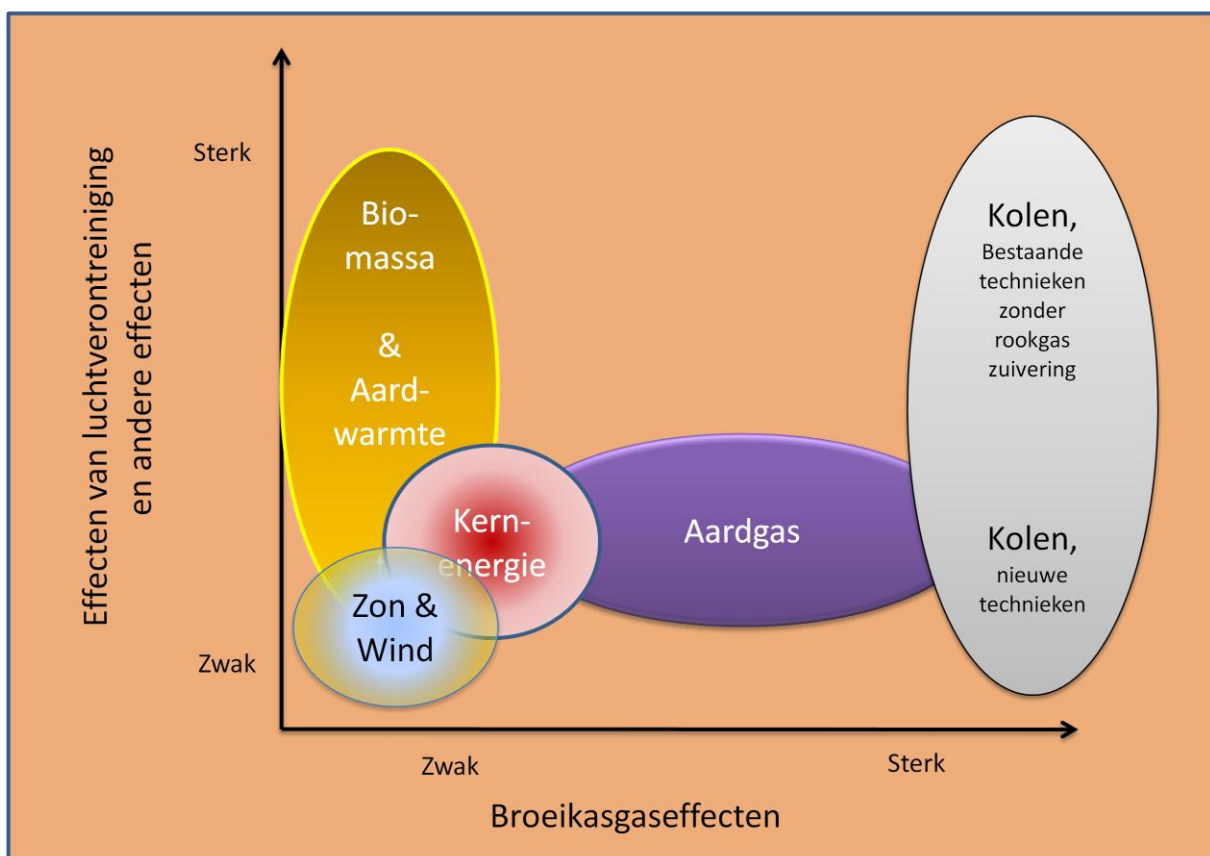 Effecten van luchtverontreiniging
en andere effecten
Sterk
Zwak
Bio-
massa
&
Aard-
warmte
Kern-
energie
Zon &
Wind
Aardgas
Kolen,
Bestaande
technieken
zonder
rookgas
zuivering
Kolen,
nieuwe
technieken
Zwak
Sterk
Broeikasgaseffecten